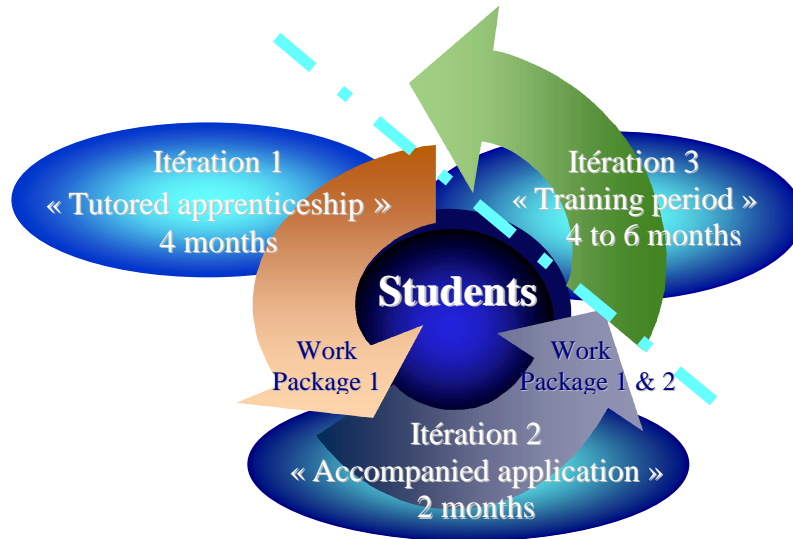 Itération 1
« Tutored apprenticeship »
4 months
Itération 3
« Training period »
4 to 6 months
Students
Work
Package 1
Work
Package 1 & 2
Itération 2
« Accompanied application »
2 months